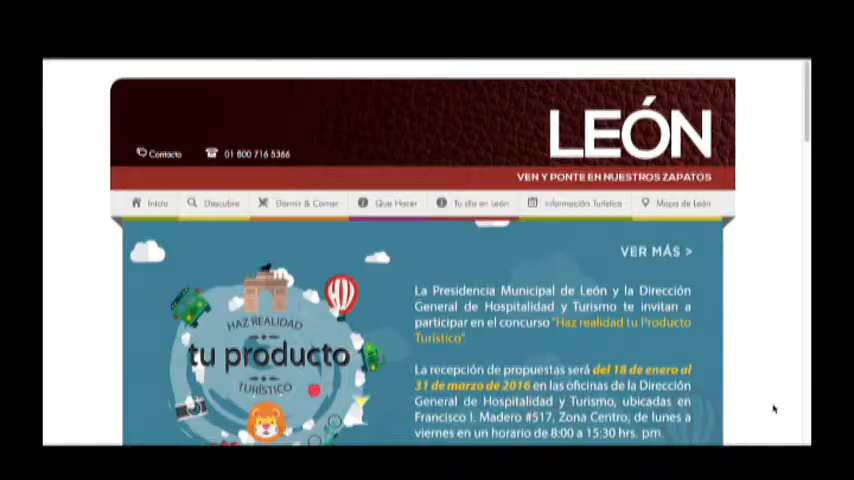 LEÓN
Contacto 01 800 716 5366
VEN Y PONTE EN NUESTROS ZAPATOS
Inicio Descubre Dormir & Comer Que Hacer Tu día en León Información Turística Mapa de León
VER MÁS >
HAZ REALIDAD
tu producto
TURÍSTICO
La Presidencia Municipal de León y la Dirección
General de Hospitalidad y Turismo te invitan a
participar en el concurso "Haz realidad tu Producto
Turístico".
La recepción de propuestas será del 18 de enero al
31 de marzo de 2016 en las oficinas de la Dirección
General de Hospitalidad y Turismo, ubicadas en
Francisco I. Madero #517, Zona Centro; de lunes a
viernes en un horario de 8:00 a 15:30 hrs. pm.